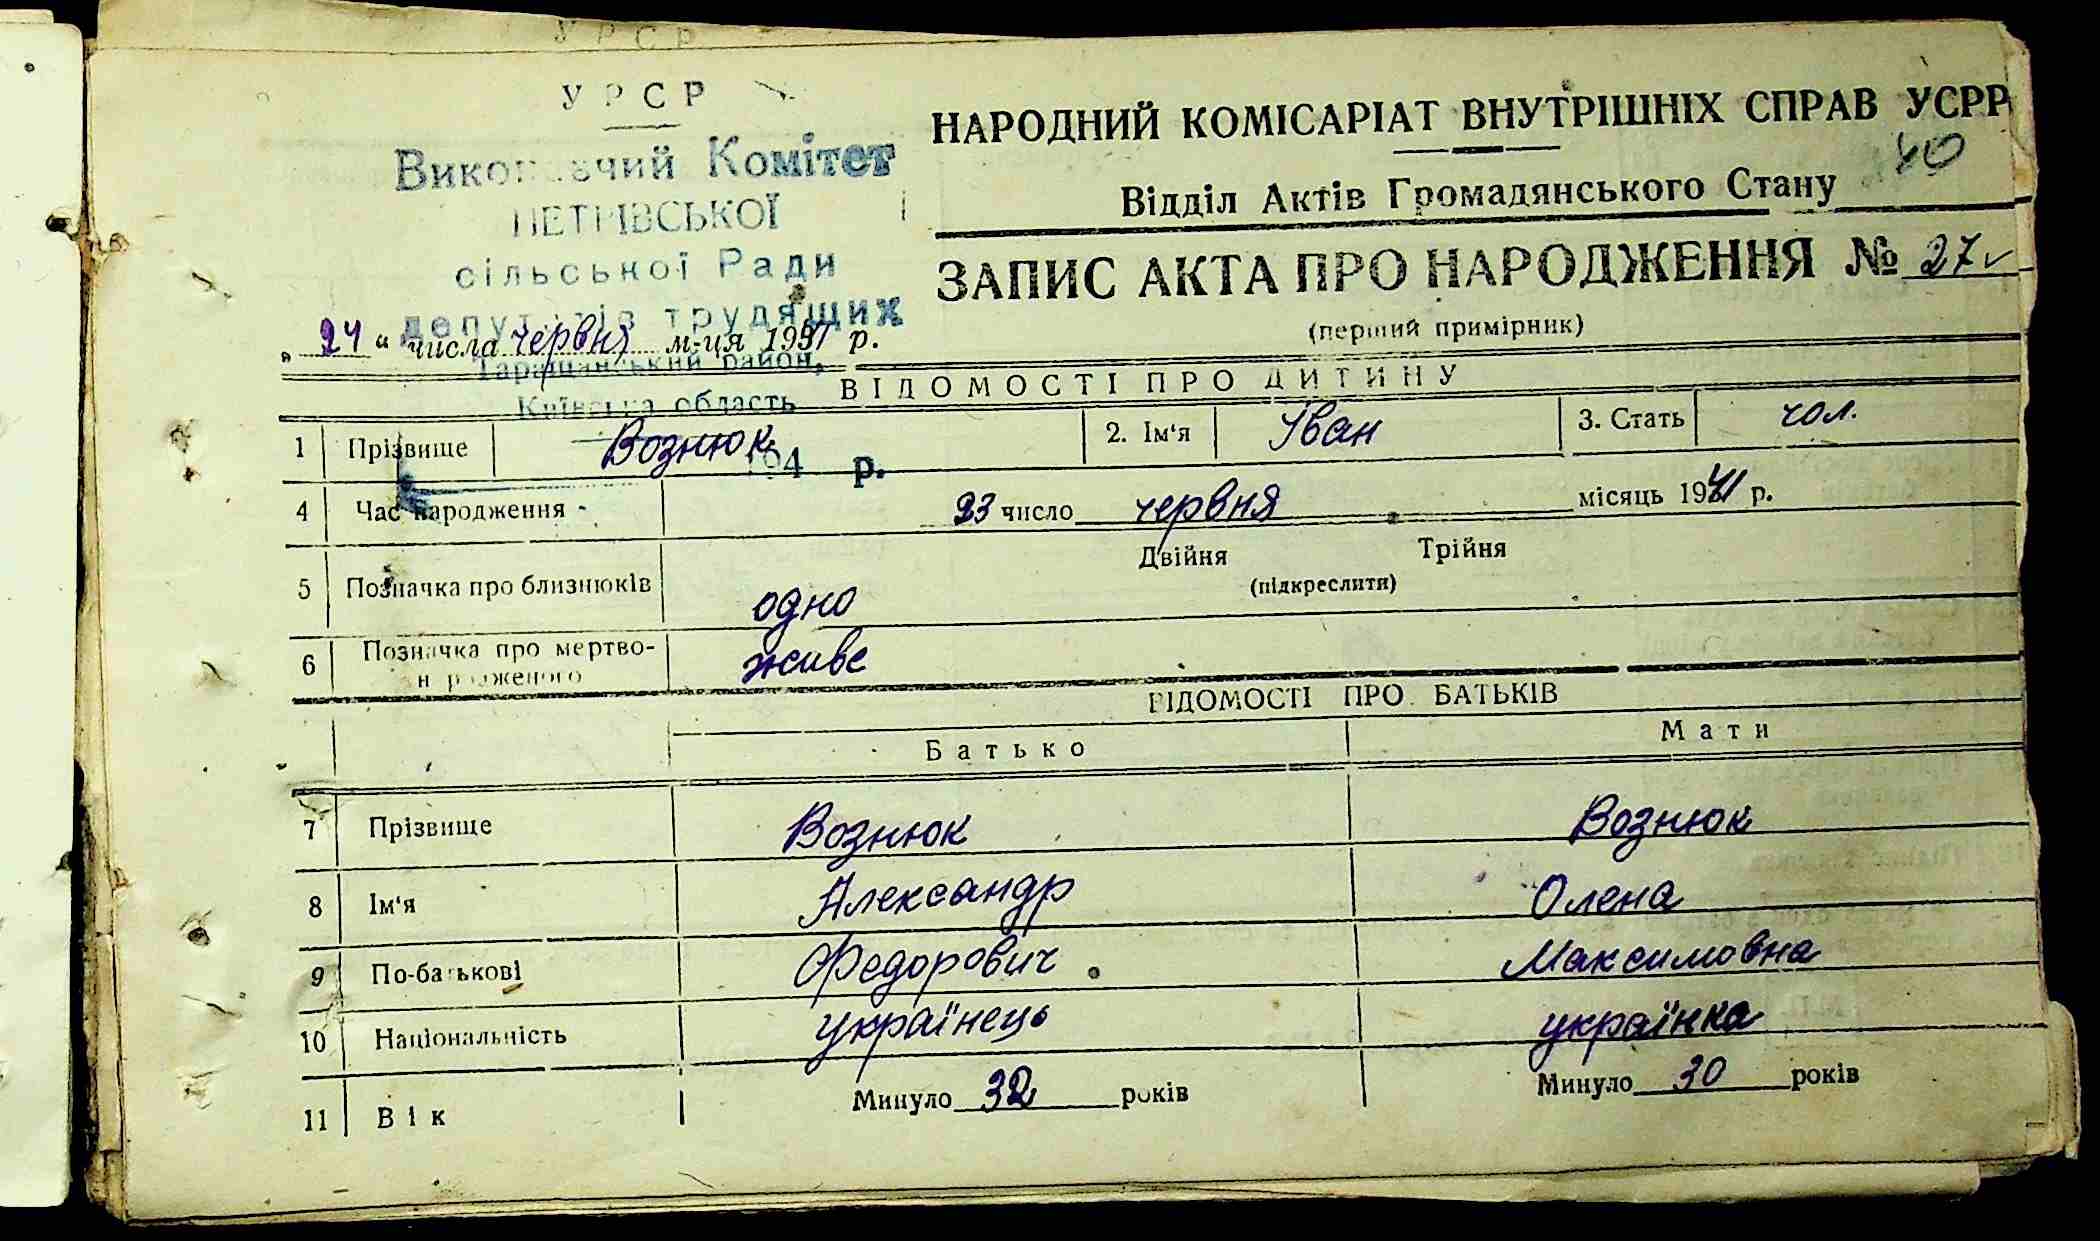 УРСР
Виконавчий Комітет
ПЕТРІВСЬКОЇ
сільської Ради
депутатів трудящих
Таращанський район,
Київська область
194 р.
НАРОДНИЙ КОМІСАРІАТ ВНУТРІШНІХ СПРАВ УСРР
40
Відділ Актів Громадянського Стану
ЗАПИС АКТА ПРО НАРОДЖЕННЯ № 27
(перший примірник)
„ 24 “ числа червня м-ця 1941 р.
ВІДОМОСТІ ПРО ДИТИНУ
1 Прізвище Вознюк 2. Ім‘я Іван 3. Стать чол.
4 Час народження - 23 число червня місяць 1941 р.
5 Позначка про близнюків одно Двійня Трійня
(підкреслити)
6 Позначка про мертво-
народженого живе
ВІДОМОСТІ ПРО БАТЬКІВ
Батько Мати
7 Прізвище Вознюк Вознюк
8 Ім‘я Александр Олена
9 По-батькові Федорович Максимовна
10 Національність українець українка
11 Вік Минуло 32 років Минуло 30 років